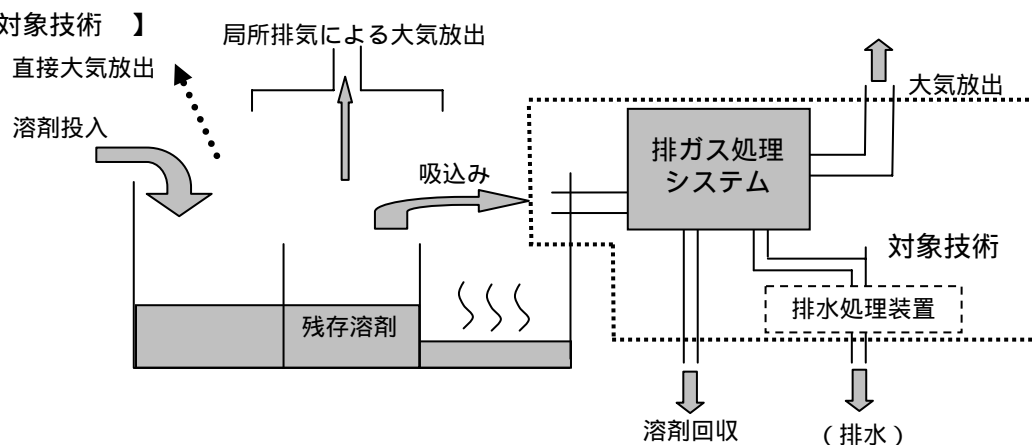 対象技術　】
局所排気による大気放出
直接大気放出
大気放出
溶剤投入
排ガス処理
システム
吸込み
対象技術
排水処理装置
残存溶剤
溶剤回収
（排水）